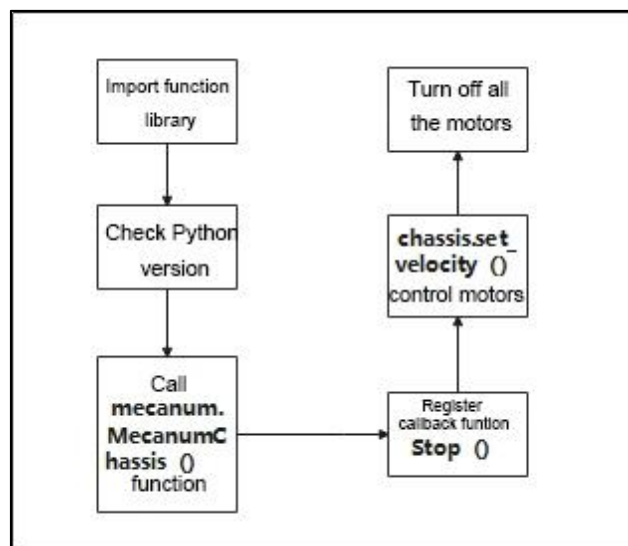 Import function
library
Check Python
version
Call
mecanum.
MecanumC
hassis ()
function
Register
callback funtion
Stop ()
chassis.set_
velocity ()
control motors
Turn off all
the motors